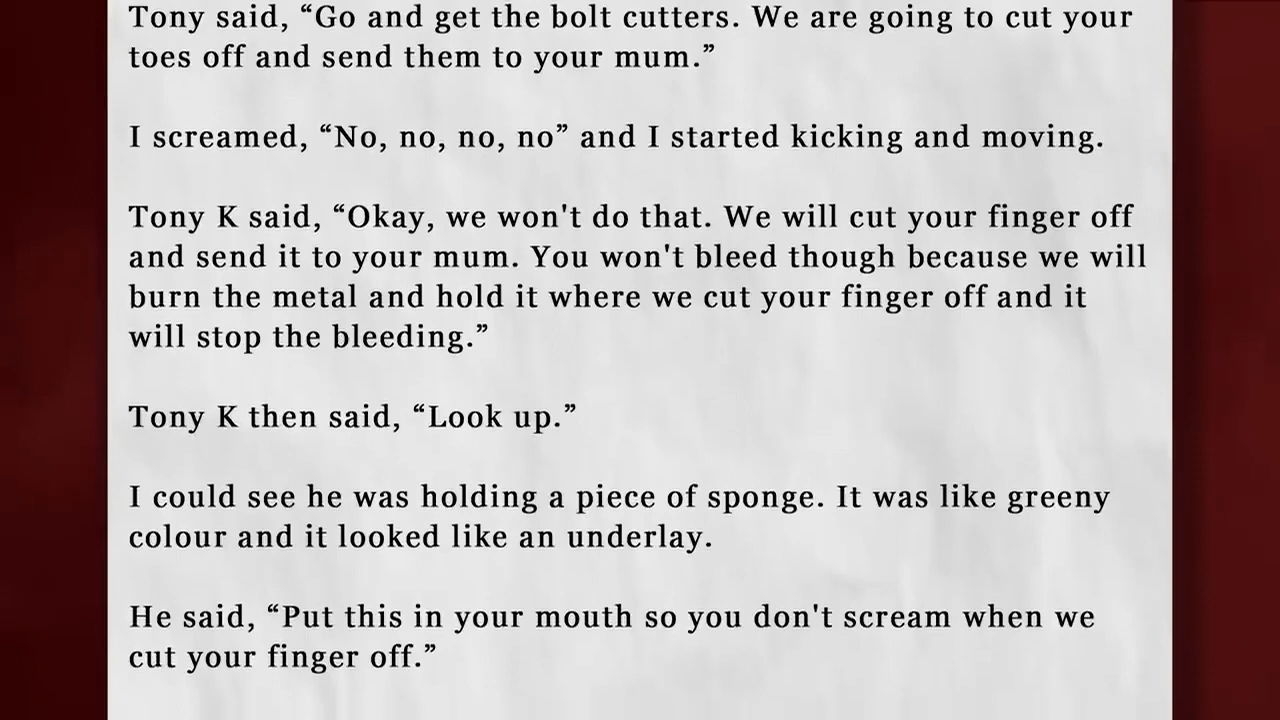 Tony said, “Go and get the bolt cutters. We are going to cut your
toes off and send them to your mum.”
I screamed, “No, no, no, no” and I started kicking and moving.
Tony K said, “Okay, we won't do that. We will cut your finger off
and send it to your mum. You won't bleed though because we will
burn the metal and hold it where we cut your finger off and it
will stop the bleeding.”
Tony K then said, “Look up.”
I could see he was holding a piece of sponge. It was like greeny
colour and it looked like an underlay.
He said, “Put this in your mouth so you don't scream when we
cut your finger off.”